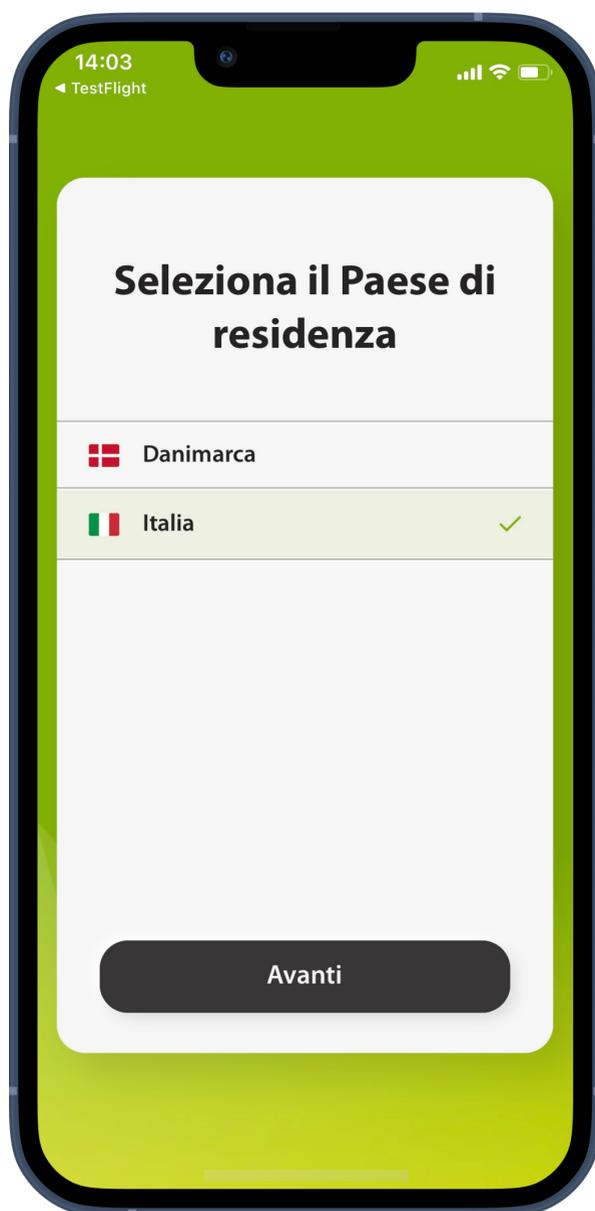 14:03
◀ TestFlight
Seleziona il Paese di
residenza
Danimarca
Italia
Avanti